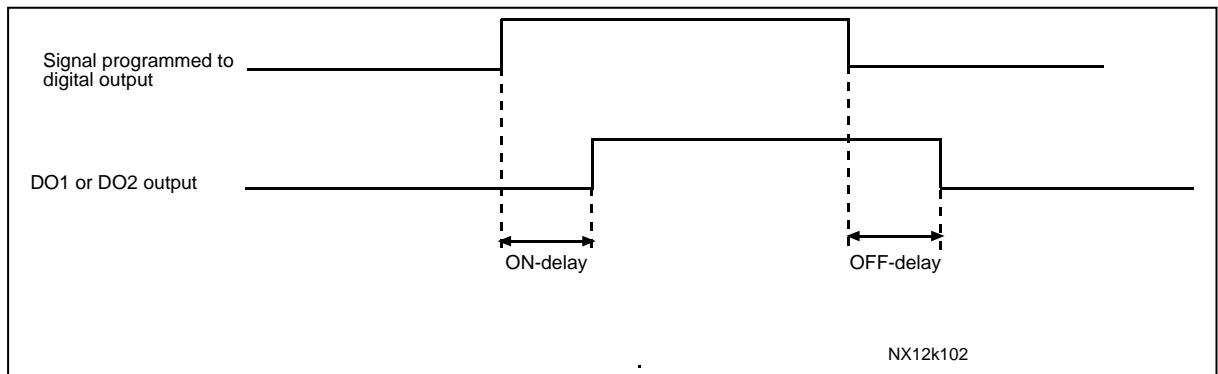 Signal programmed to
digital output
DO1 or DO2 output
ON-delay
OFF-delay
NX12k102